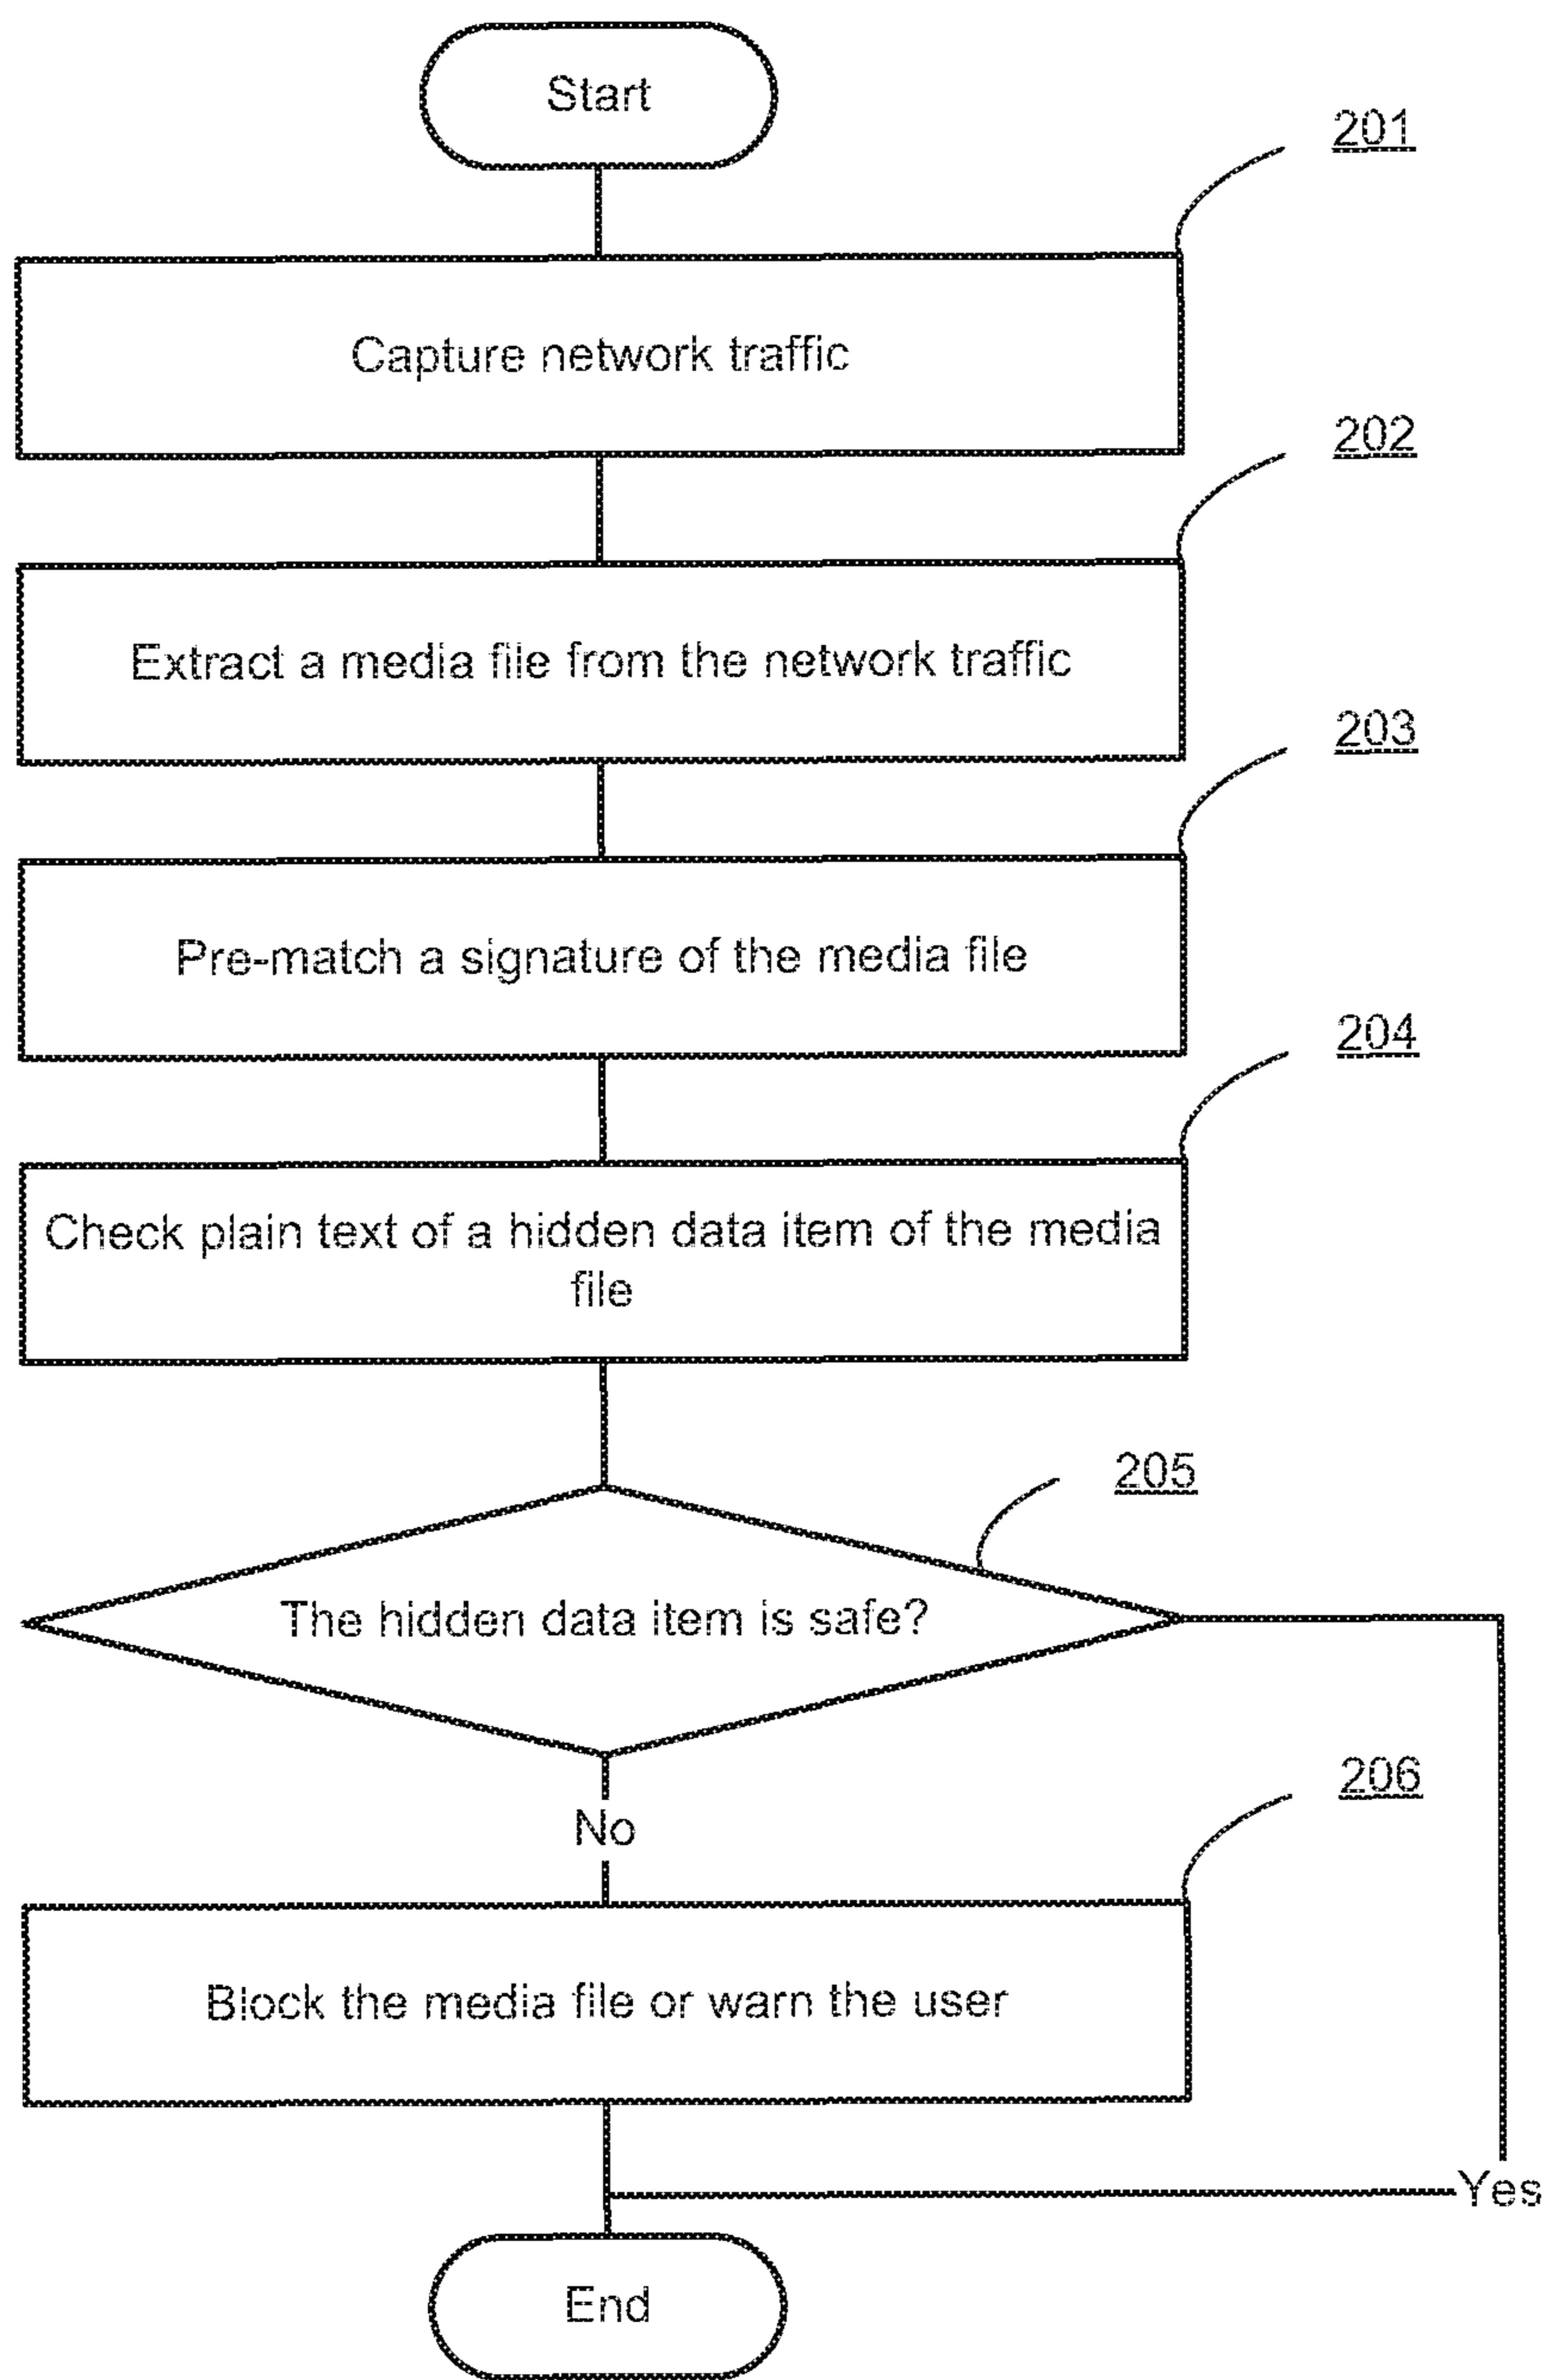 Start
201
Capture network traffic
202
Extract a media file from the network traffic
203
Pre-match a signature of the media file
204
Check plain text of a hidden data item of the media
file
205
The hidden data item is safe?
No
206
Block the media file or warn the user
Yes
End